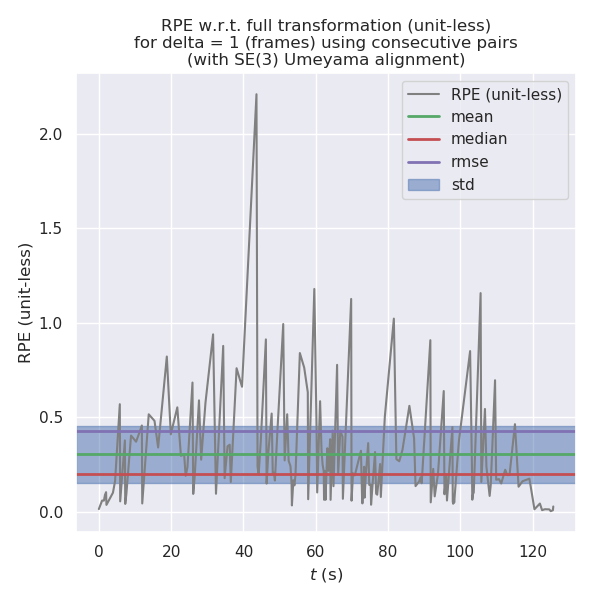 RPE w.r.t. full transformation (unit-less)
for delta = 1 (frames) using consecutive pairs
(with SE(3) Umeyama alignment)
RPE (unit-less)
mean
median
rmse
std
2.0
1.5
1.0
0.5
0.0
RPE (unit-less)
0 20 40 60 80 100 120
t (s)